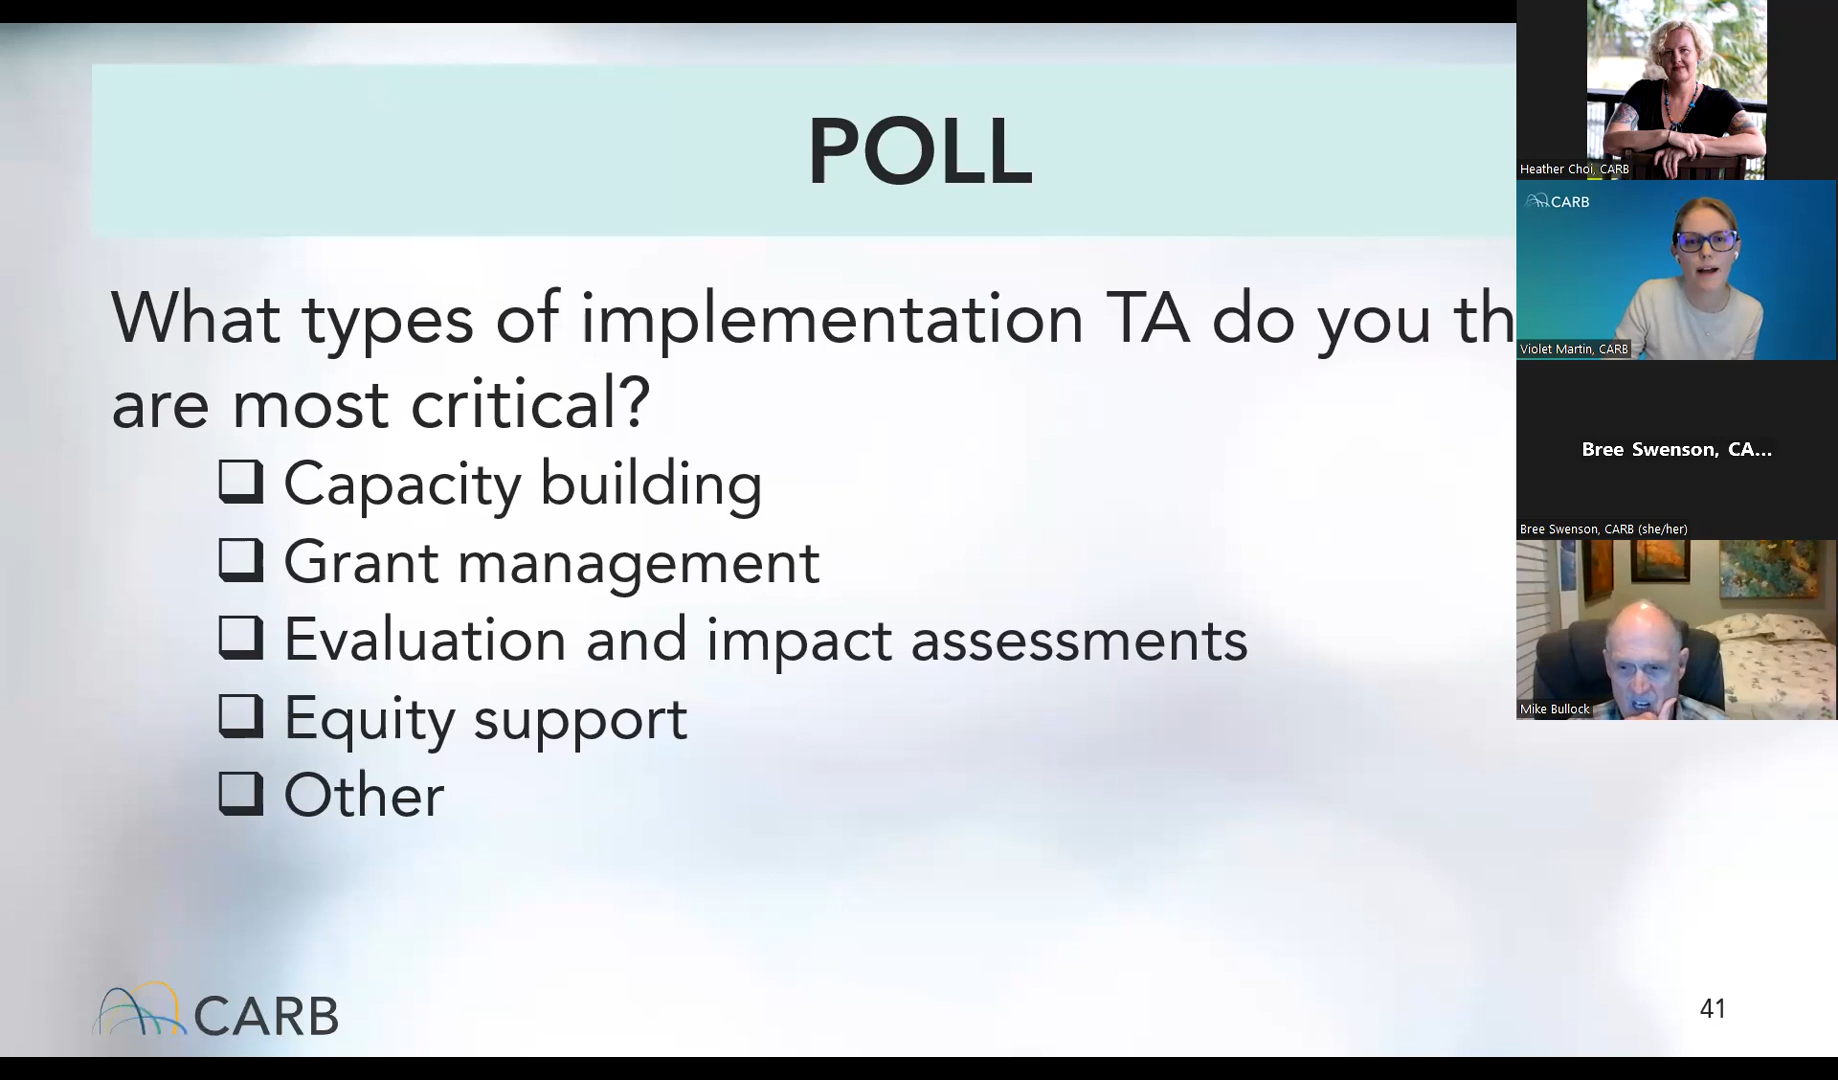 POLL
What types of implementation TA do you th
are most critical?
Capacity building
Grant management
Evaluation and impact assessments
Equity support
Other
CARB
41
Heather Choi, CARB
CARB
Violet Martin, CARB
Bree Swenson, CA...
Bree Swenson, CARB (she/her)
Mike Bullock